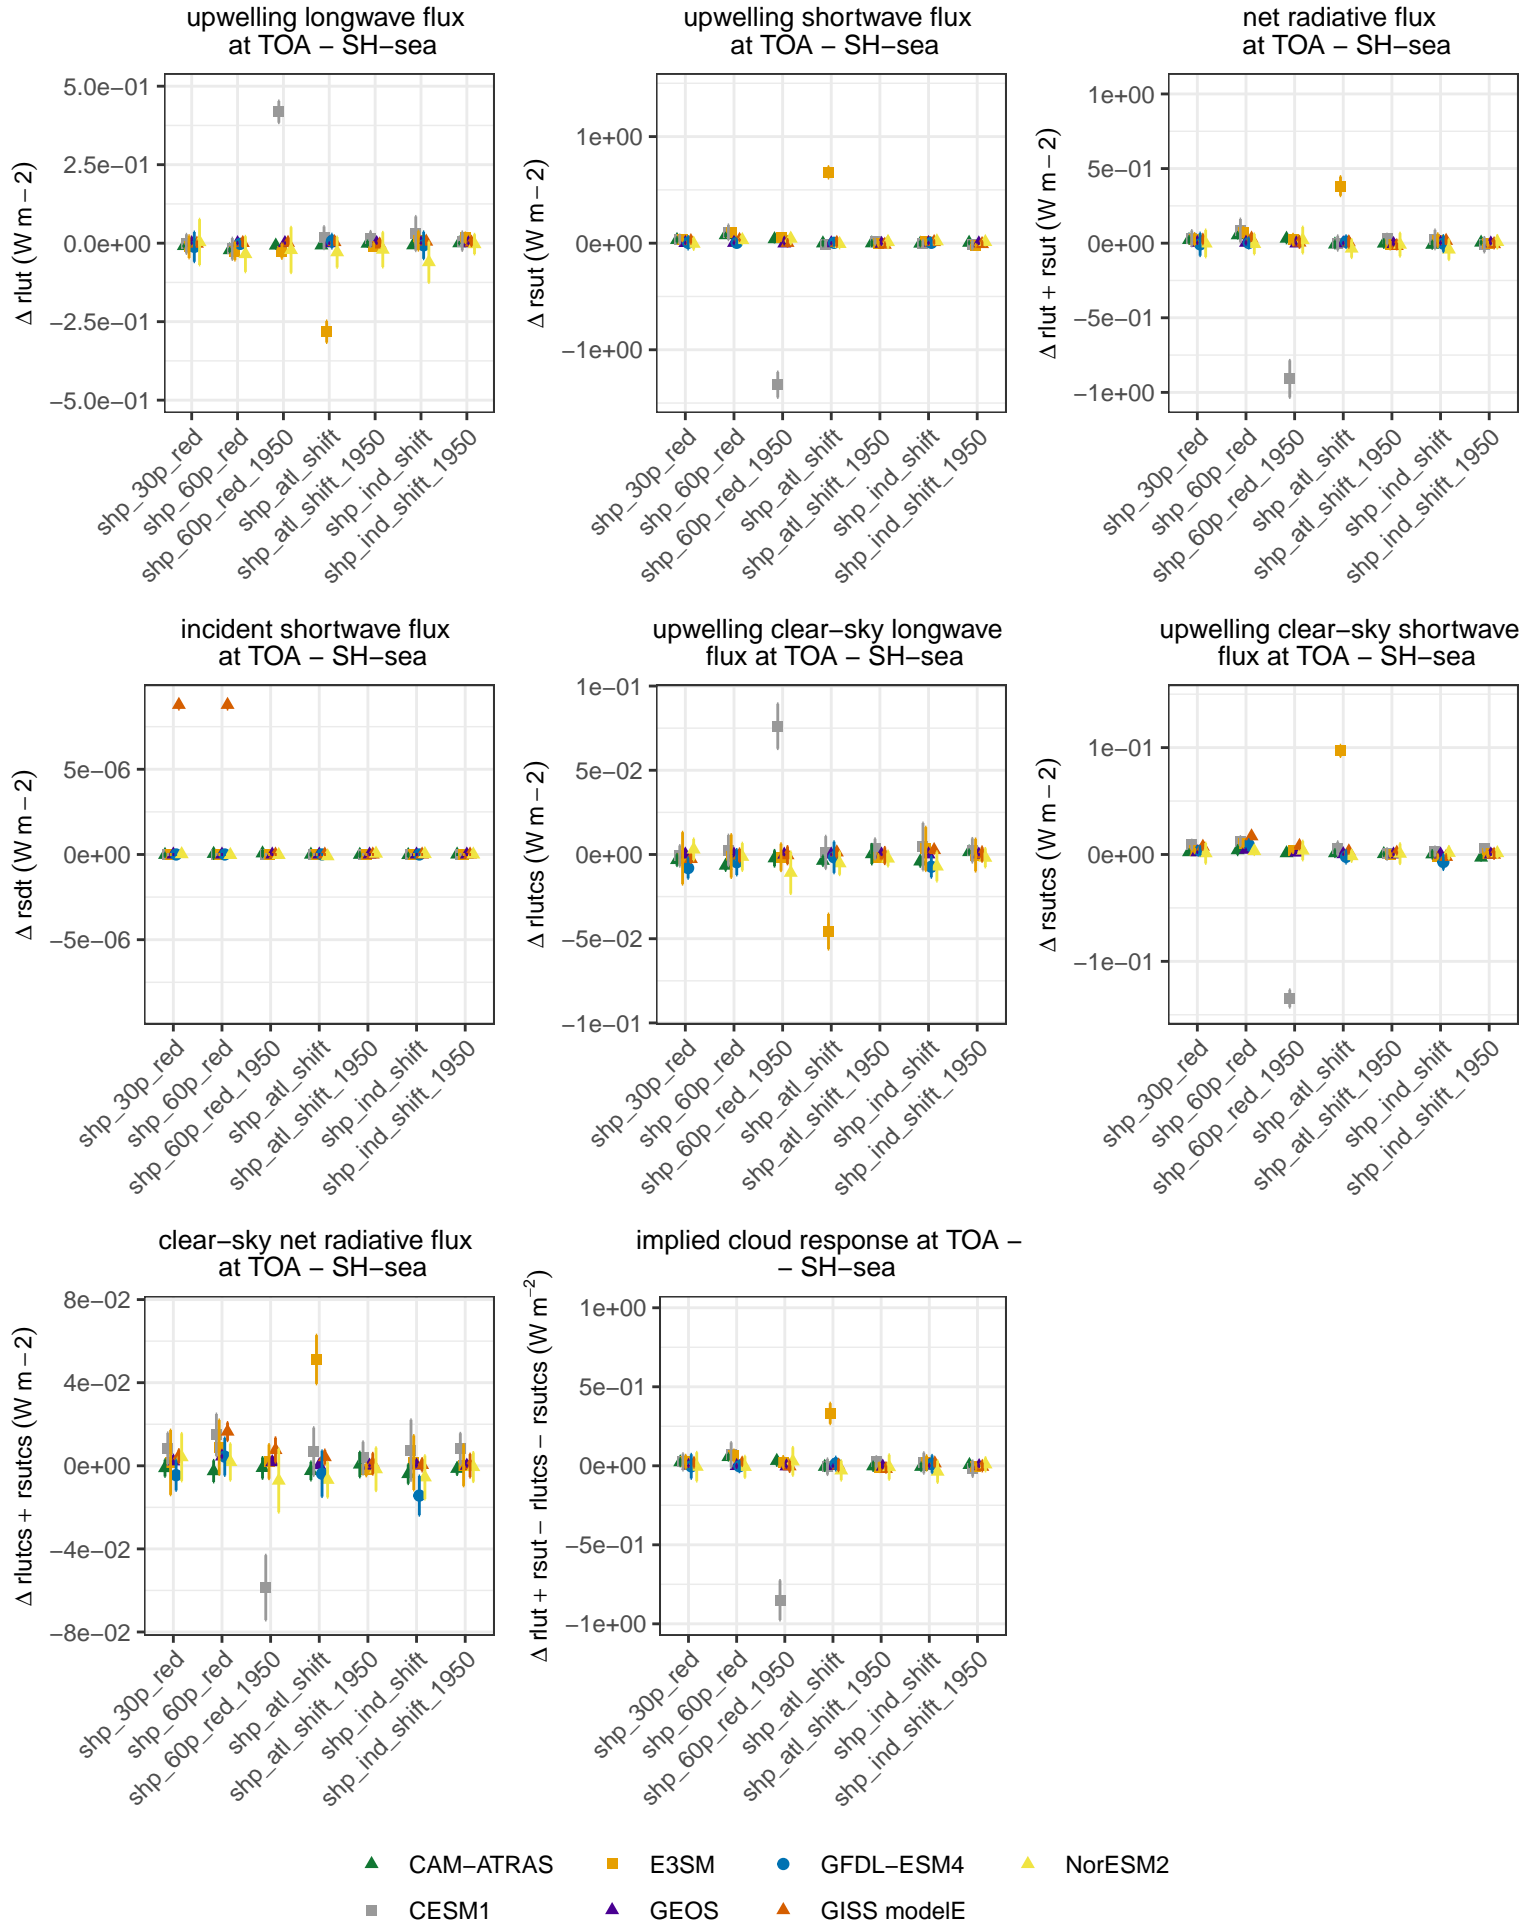 upwelling longwave flux
at TOA − SH−sea
Δ rlut (W m − 2)
5.0e−01
2.5e−01
0.0e+00
−2.5e−01
−5.0e−01
shp_30p_red
shp_60p_red
shp_60p_red_1950
shp_atl_shift
shp_atl_shift_1950
shp_ind_shift
shp_ind_shift_1950
upwelling shortwave flux
at TOA − SH−sea
Δ rsut (W m − 2)
1e+00
0e+00
−1e+00
shp_30p_red
shp_60p_red
shp_60p_red_1950
shp_atl_shift
shp_atl_shift_1950
shp_ind_shift
shp_ind_shift_1950
net radiative flux
at TOA − SH−sea
Δ rlut + rsut (W m − 2)
1e+00
5e−01
0e+00
−5e−01
−1e+00
shp_30p_red
shp_60p_red
shp_60p_red_1950
shp_atl_shift
shp_atl_shift_1950
shp_ind_shift
shp_ind_shift_1950
incident shortwave flux
at TOA − SH−sea
Δ rsdt (W m − 2)
5e−06
0e+00
−5e−06
shp_30p_red
shp_60p_red
shp_60p_red_1950
shp_atl_shift
shp_atl_shift_1950
shp_ind_shift
shp_ind_shift_1950
upwelling clear−sky longwave
flux at TOA − SH−sea
Δ rlutcs (W m − 2)
1e−01
5e−02
0e+00
−5e−02
−1e−01
shp_30p_red
shp_60p_red
shp_60p_red_1950
shp_atl_shift
shp_atl_shift_1950
shp_ind_shift
shp_ind_shift_1950
upwelling clear−sky shortwave
flux at TOA − SH−sea
Δ rsutcs (W m − 2)
1e−01
0e+00
−1e−01
shp_30p_red
shp_60p_red
shp_60p_red_1950
shp_atl_shift
shp_atl_shift_1950
shp_ind_shift
shp_ind_shift_1950
clear−sky net radiative flux
at TOA − SH−sea
Δ rlutcs + rsutcs (W m − 2)
8e−02
4e−02
0e+00
−4e−02
−8e−02
shp_30p_red
shp_60p_red
shp_60p_red_1950
shp_atl_shift
shp_atl_shift_1950
shp_ind_shift
shp_ind_shift_1950
implied cloud response at TOA −
− SH−sea
Δ rlut + rsut − rlutcs − rsutcs (W m⁻²)
1e+00
5e−01
0e+00
−5e−01
−1e+00
shp_30p_red
shp_60p_red
shp_60p_red_1950
shp_atl_shift
shp_atl_shift_1950
shp_ind_shift
shp_ind_shift_1950
CAM−ATRAS E3SM GFDL−ESM4 NorESM2
CESM1 GEOS GISS modelE